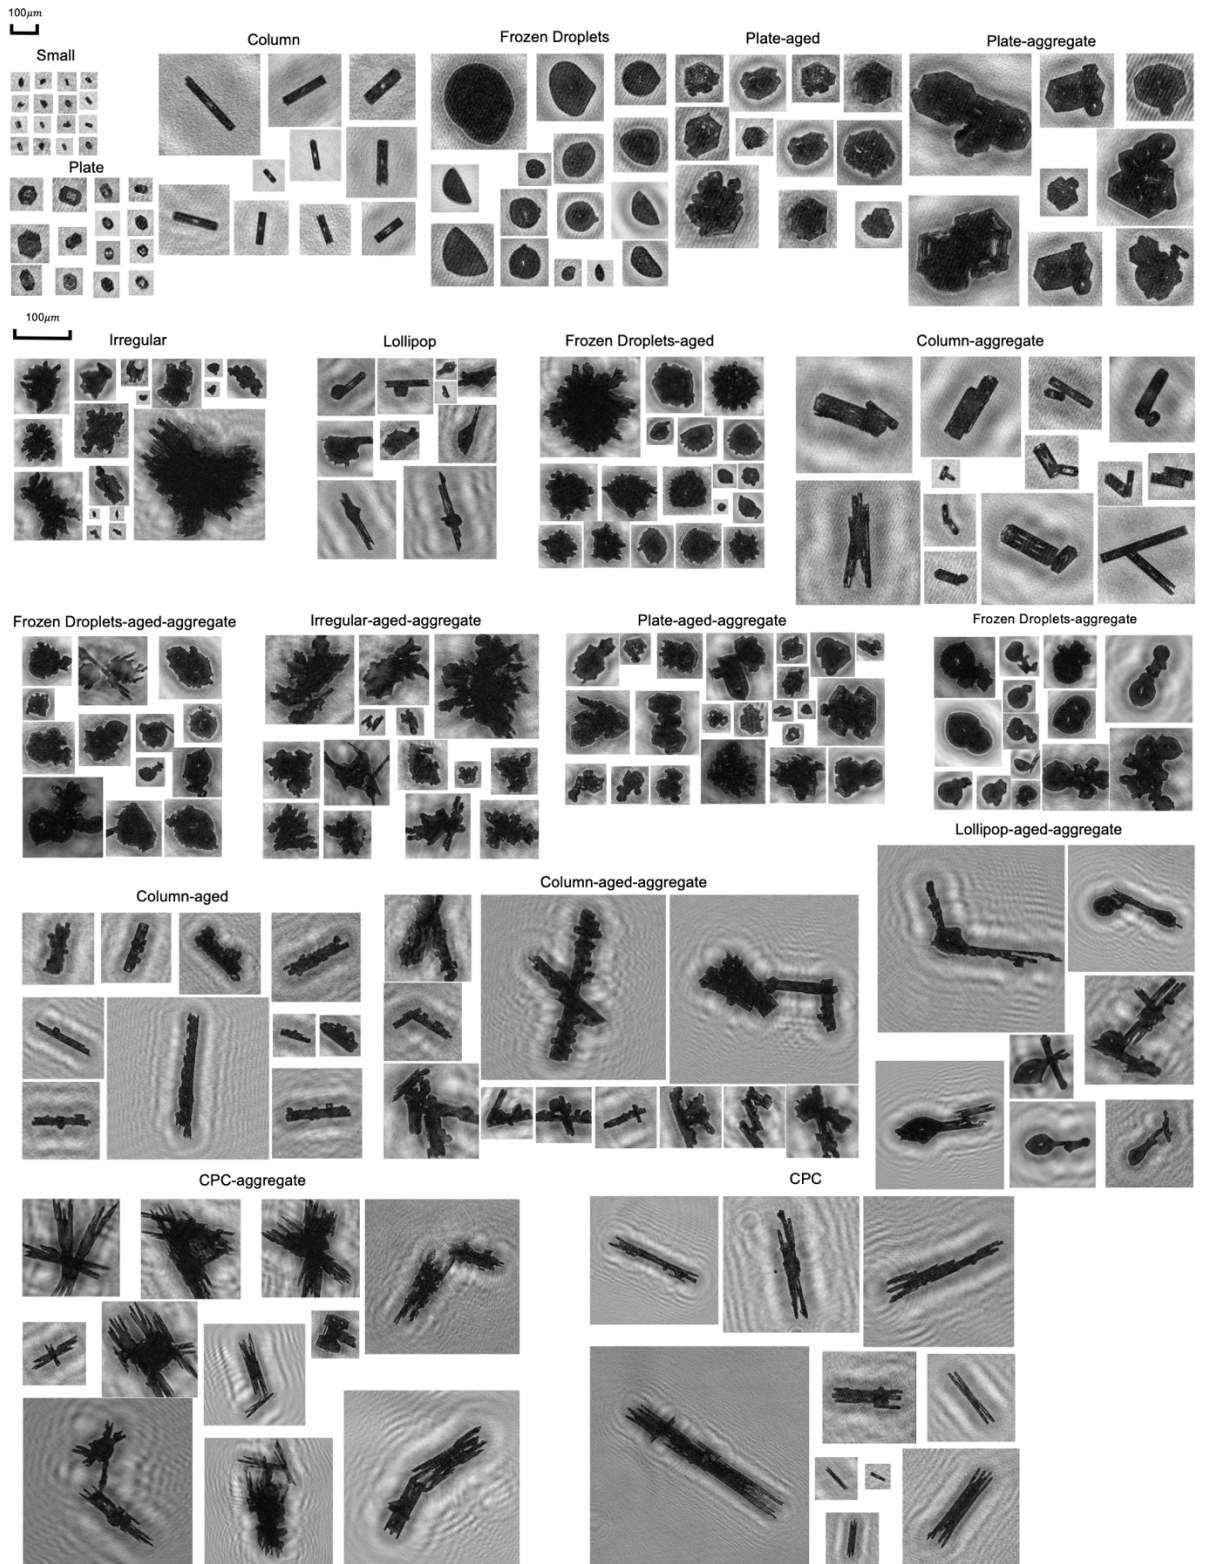 100μm
Small
Column
Frozen Droplets
Plate-aged
Plate-aggregate
Plate
100μm
Irregular
Lollipop
Frozen Droplets-aged
Column-aggregate
Frozen Droplets-aged-aggregate
Irregular-aged-aggregate
Plate-aged-aggregate
Frozen Droplets-aggregate
Lollipop-aged-aggregate
Column-aged
Column-aged-aggregate
CPC-aggregate
CPC